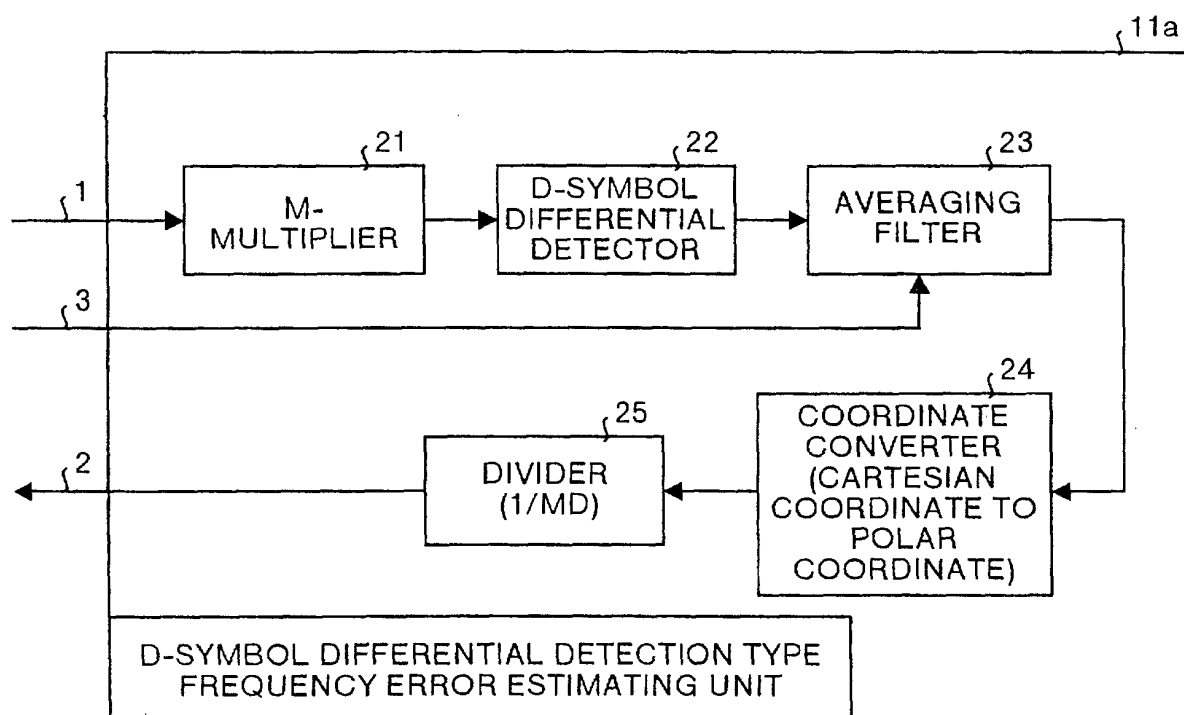 11a
21
22
23
1
M-
MULTIPLIER
D-SYMBOL
DIFFERENTIAL
DETECTOR
AVERAGING
FILTER
3
24
25
2
DIVIDER
(1/MD)
COORDINATE
CONVERTER
(CARTESIAN
COORDINATE TO
POLAR
COORDINATE)
D-SYMBOL DIFFERENTIAL DETECTION TYPE
FREQUENCY ERROR ESTIMATING UNIT